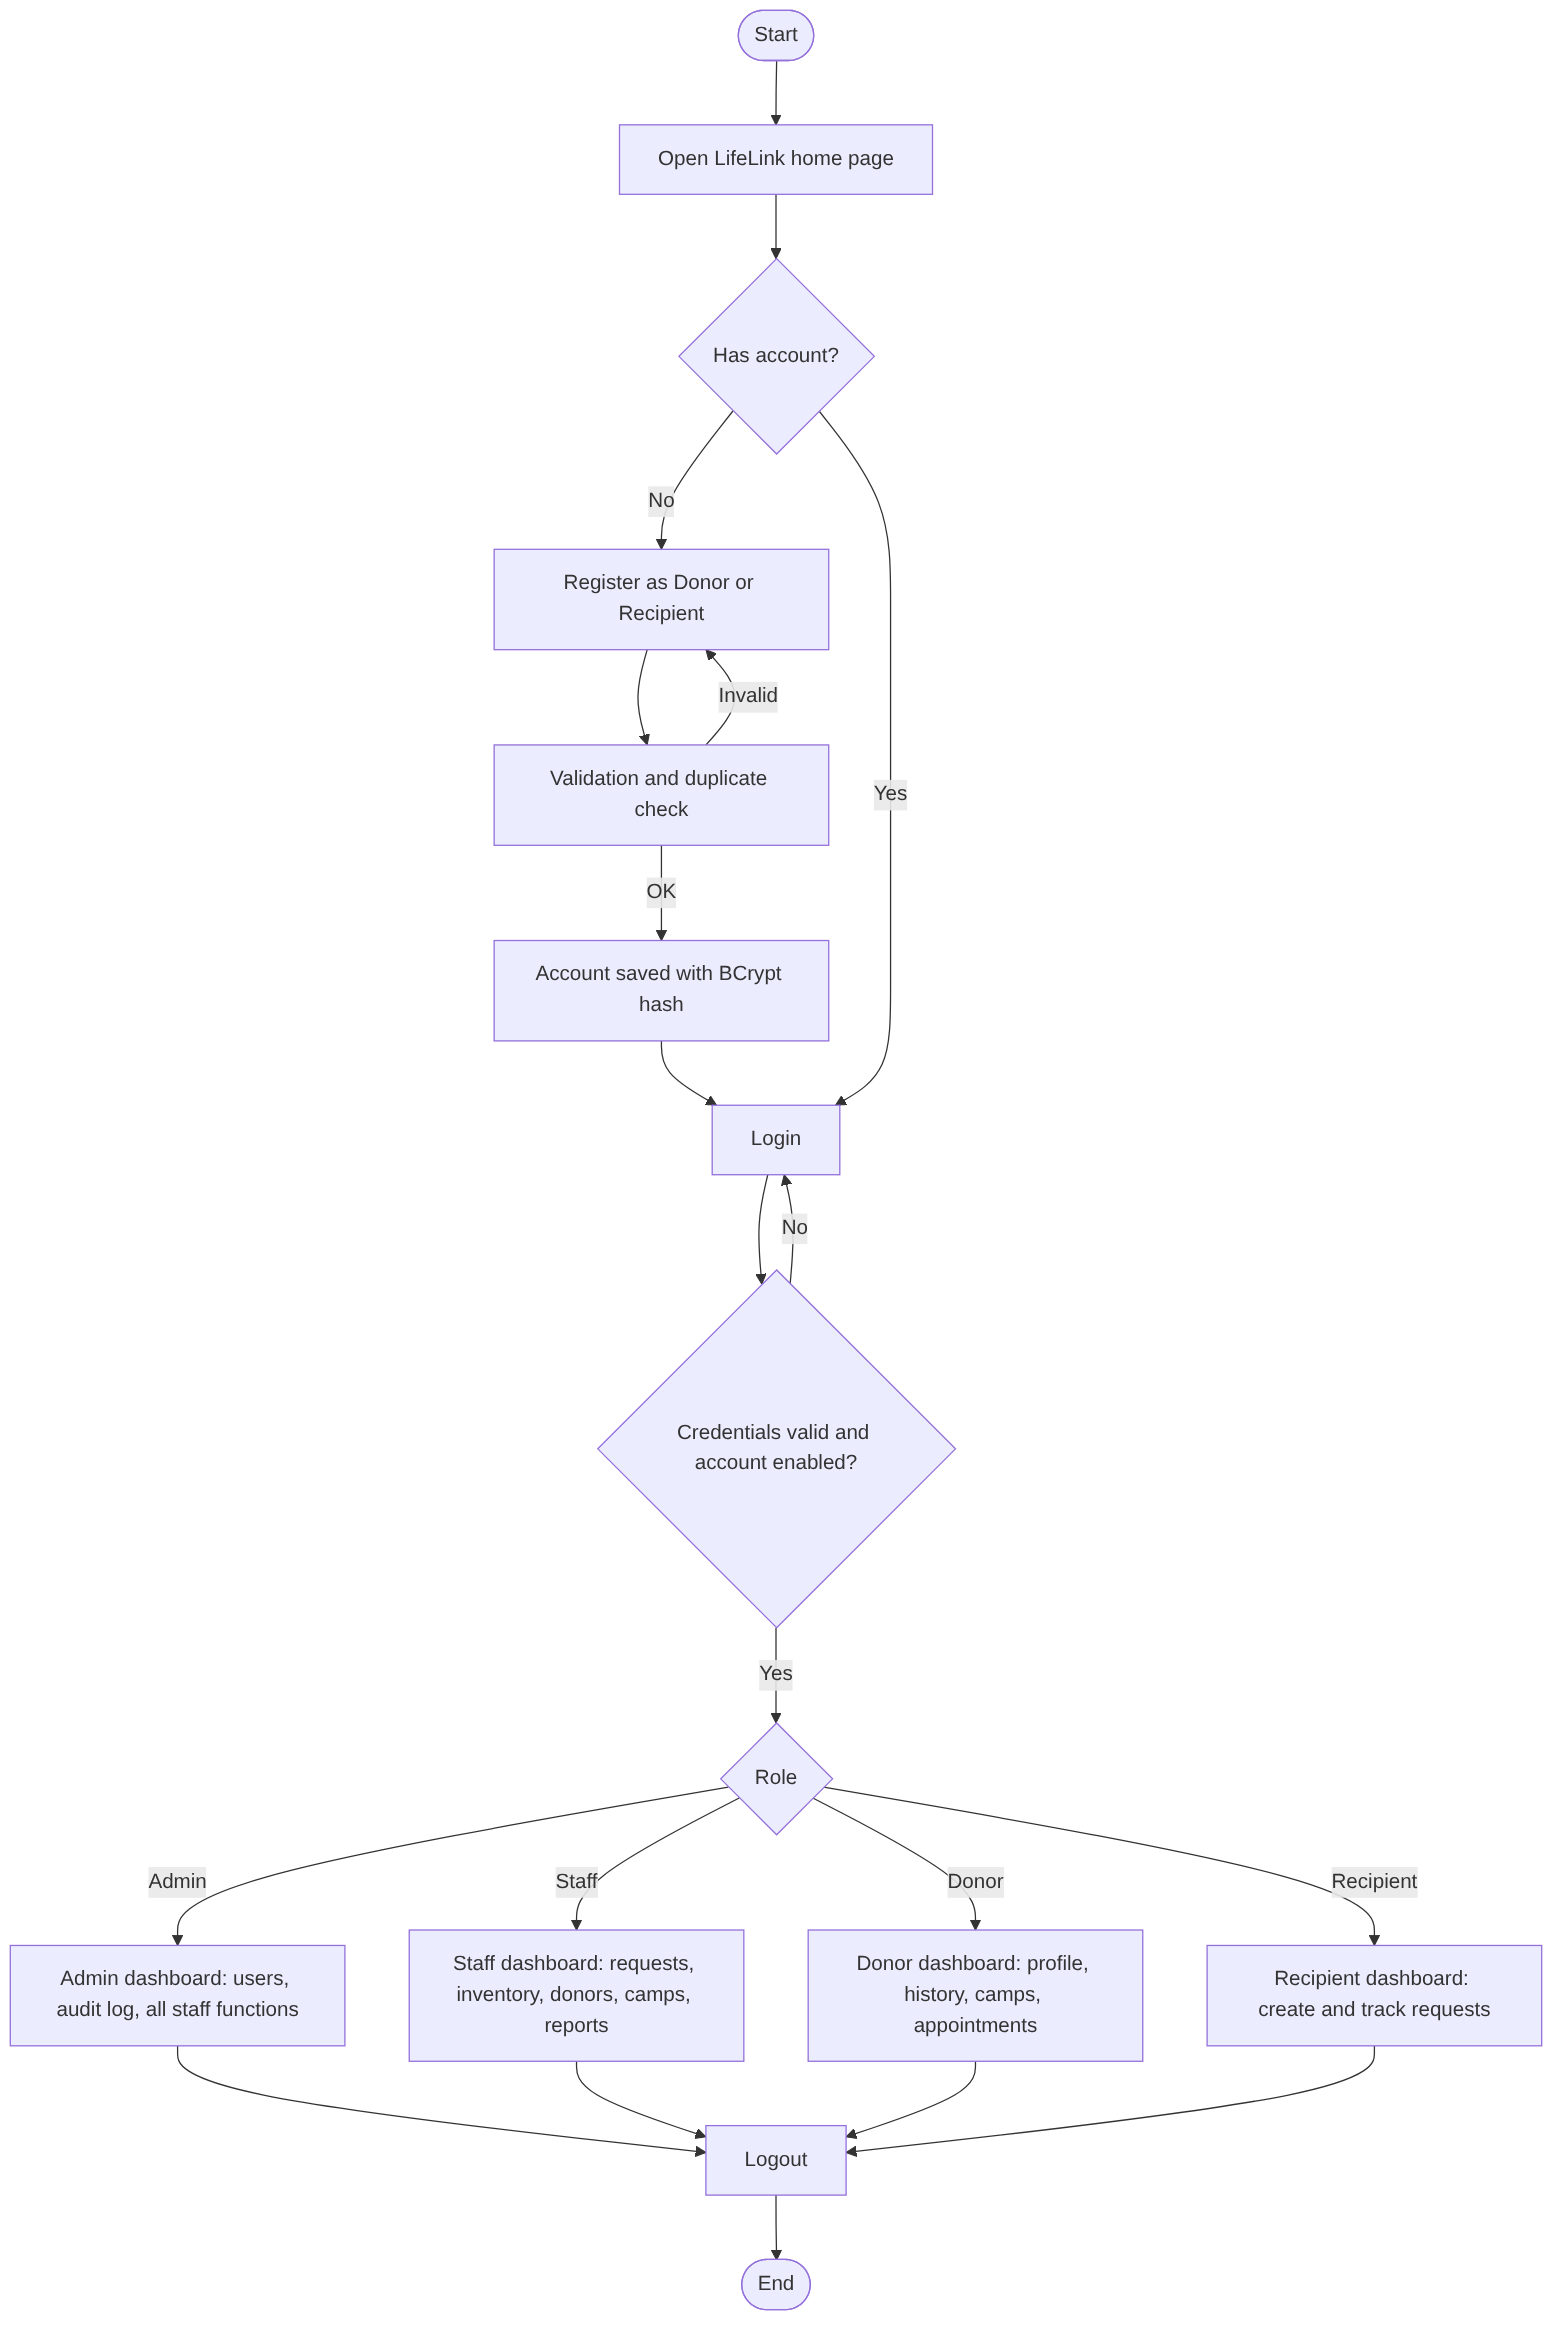 Start
Open LifeLink home page
Has account?
No
Register as Donor or
Recipient
Invalid
Validation and duplicate
check
Yes
OK
Account saved with BCrypt
hash
Login
No
Credentials valid and
account enabled?
Yes
Role
Admin
Staff
Donor
Recipient
Admin dashboard: users,
audit log, all staff functions
Staff dashboard: requests,
inventory, donors, camps,
reports
Donor dashboard: profile,
history, camps,
appointments
Recipient dashboard:
create and track requests
Logout
End